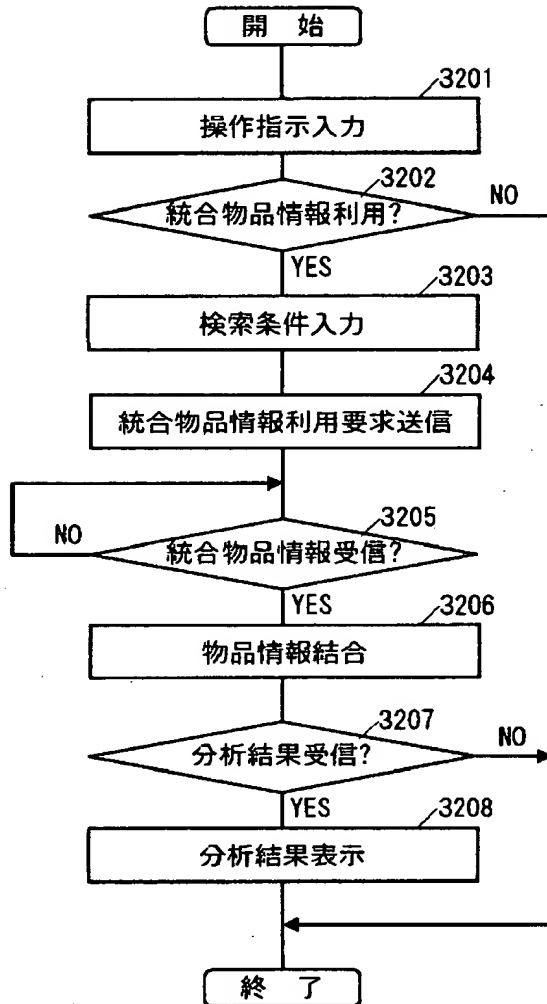 開 始
3201
操作指示入力
3202
統合物品情報利用?
NO
YES
3203
検索条件入力
3204
統合物品情報利用要求送信
3205
統合物品情報受信?
NO
YES
3206
物品情報結合
3207
分析結果受信?
NO
YES
3208
分析結果表示
終 了